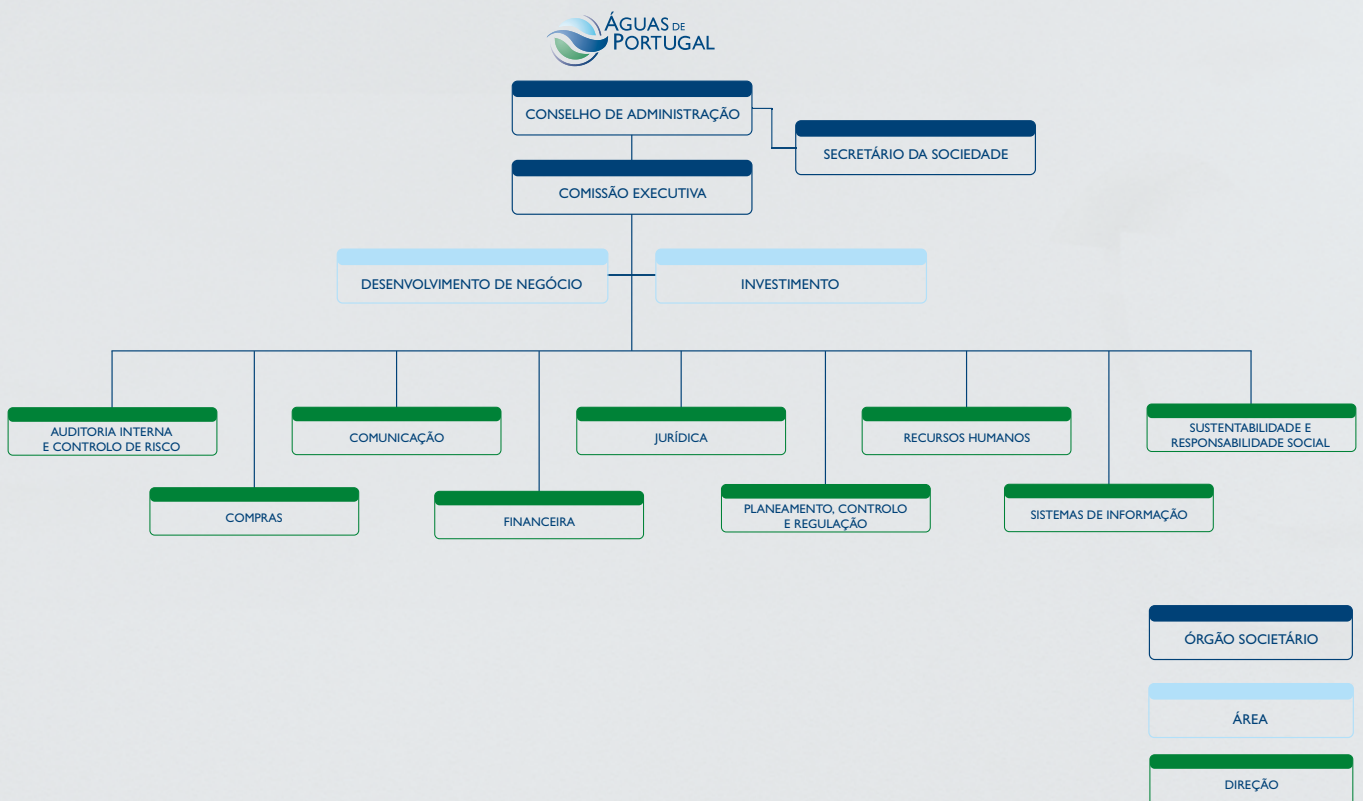 ÁGUAS DE
PORTUGAL
CONSELHO DE ADMINISTRAÇÃO
SECRETÁRIO DA SOCIEDADE
COMISSÃO EXECUTIVA
DESENVOLVIMENTO DE NEGÓCIO
INVESTIMENTO
AUDITORIA INTERNA
E CONTROLO DE RISCO
COMUNICAÇÃO
JURÍDICA
RECURSOS HUMANOS
SUSTENTABILIDADE E
RESPONSABILIDADE SOCIAL
COMPRAS
FINANCEIRA
PLANEAMENTO, CONTROLO
E REGULAÇÃO
SISTEMAS DE INFORMAÇÃO
ÓRGÃO SOCIETÁRIO
ÁREA
DIREÇÃO